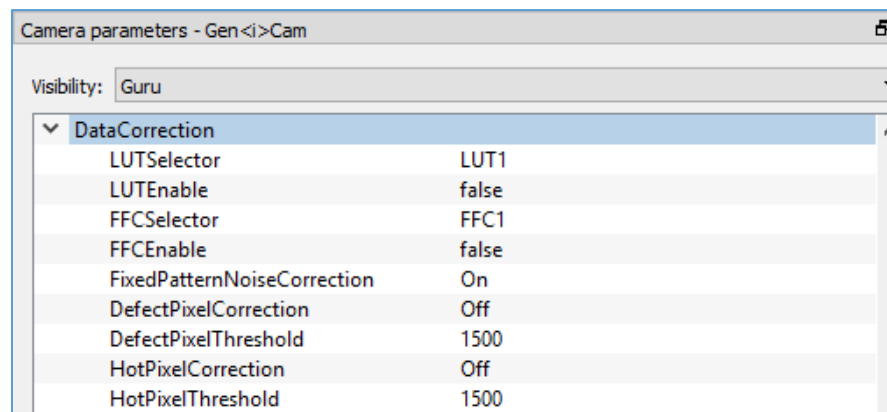 Camera parameters - Gen<i>Cam
Visibility: Guru
DataCorrection
LUTSelector LUT1
LUTEnable false
FFCSelector FFC1
FFCEnable false
FixedPatternNoiseCorrection On
DefectPixelCorrection Off
DefectPixelThreshold 1500
HotPixelCorrection Off
HotPixelThreshold 1500